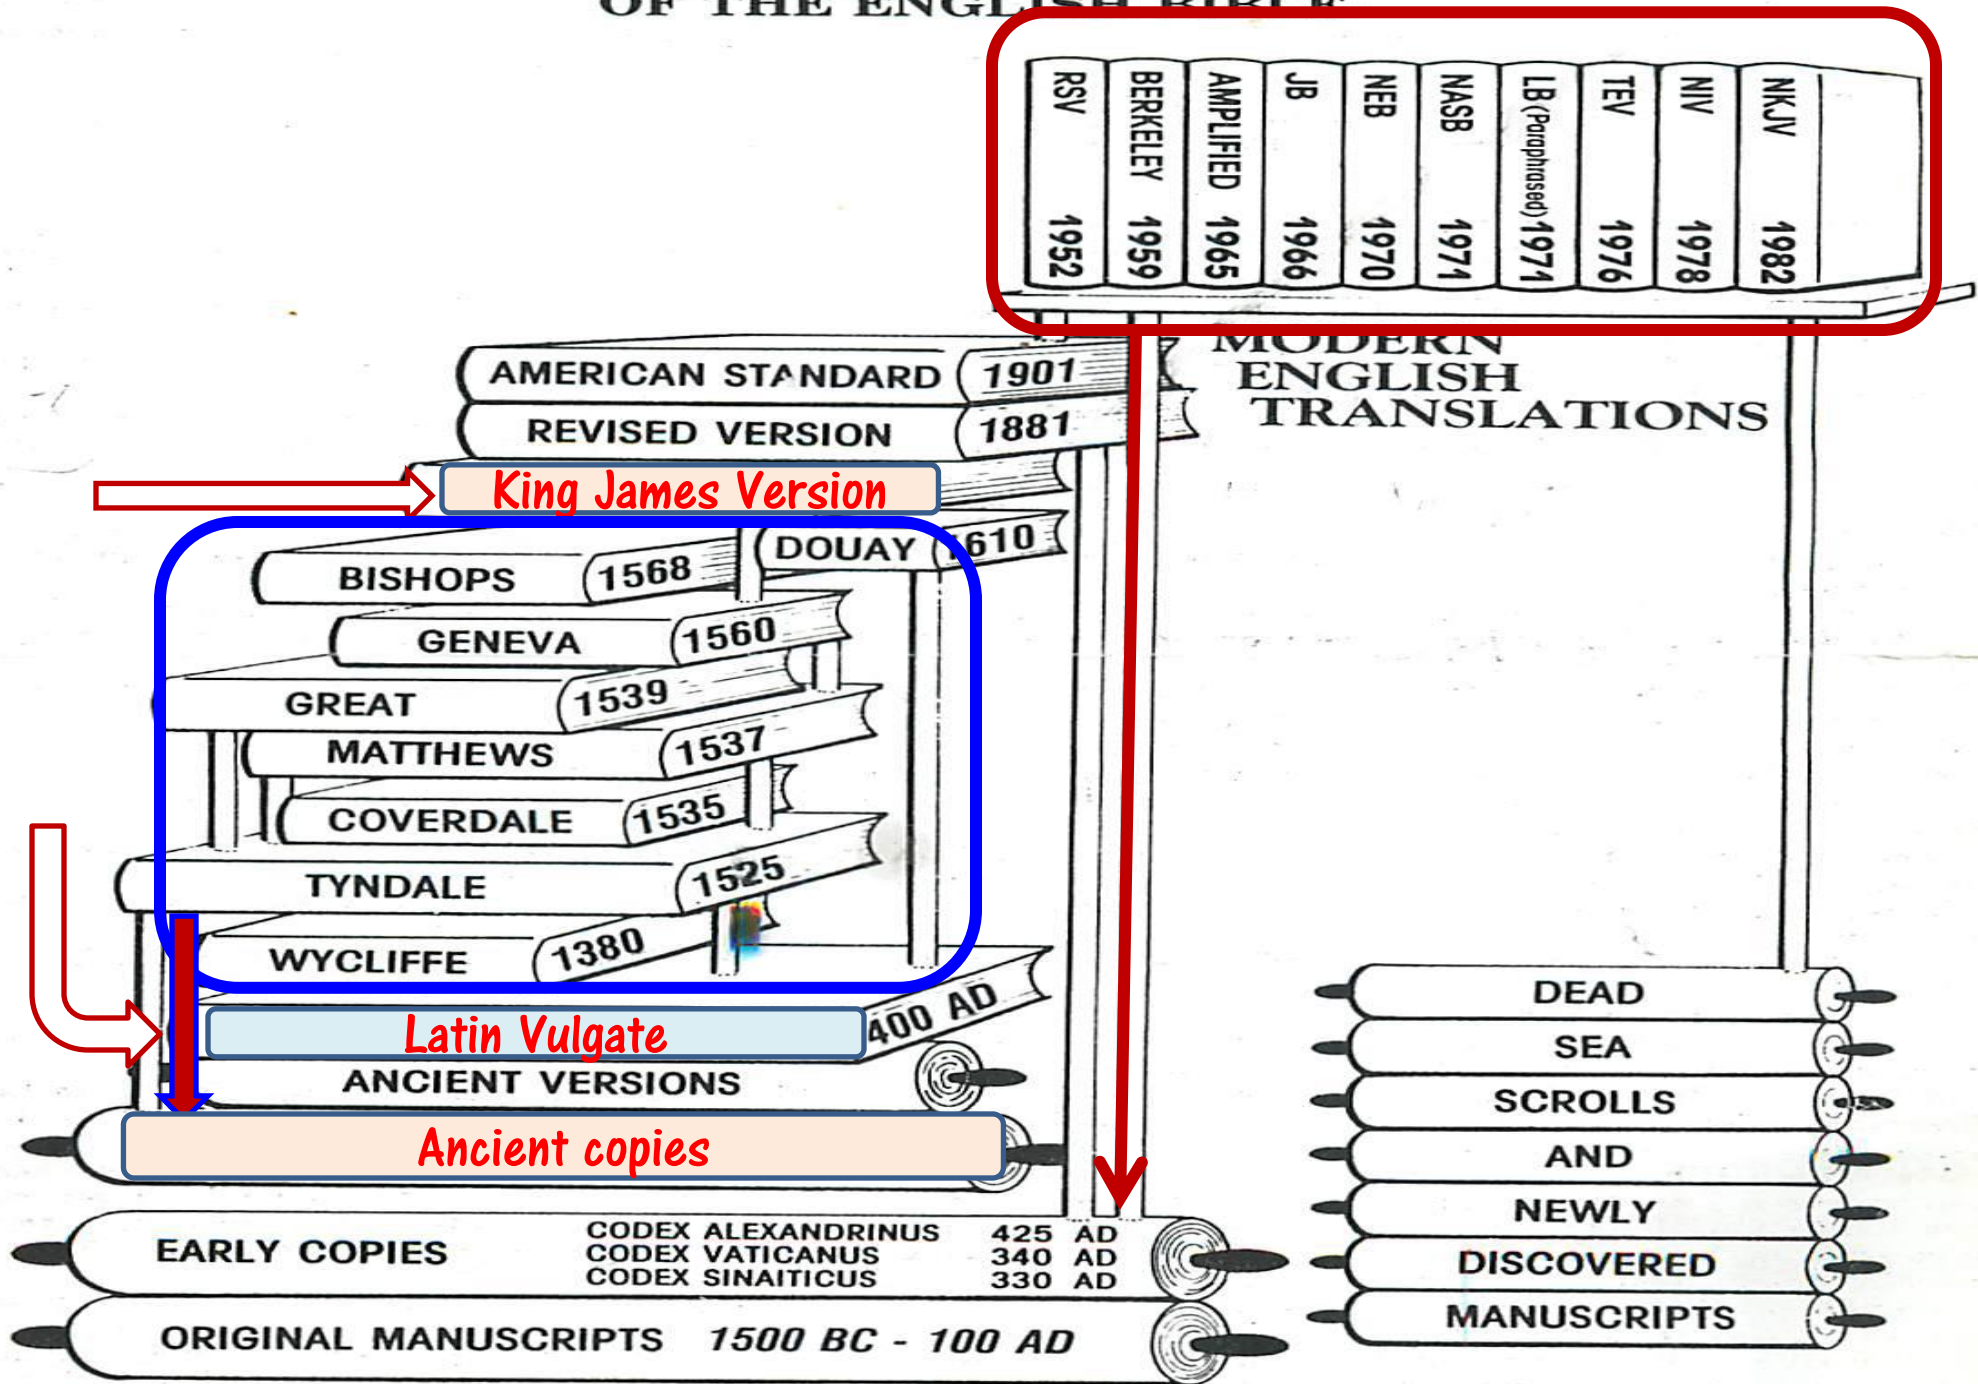 OF THE ENGLISH BIBLE
RSV 1952
BERKELEY 1959
AMPLIFIED 1965
JB 1966
NEB 1970
NASB 1971
LB (Paraphrased) 1971
TEV 1976
NIV 1978
NKJV 1982
MODERN
ENGLISH
TRANSLATIONS
AMERICAN STANDARD 1901
REVISED VERSION 1881
King James Version
DOUAY 1610
BISHOPS 1568
GENEVA 1560
GREAT 1539
MATTHEWS 1537
COVERDALE 1535
TYNDALE 1525
WYCLIFFE 1380
Latin Vulgate 400 AD
ANCIENT VERSIONS
Ancient copies
EARLY COPIES
CODEX ALEXANDRINUS 425 AD
CODEX VATICANUS 340 AD
CODEX SINAITICUS 330 AD
ORIGINAL MANUSCRIPTS 1500 BC - 100 AD
DEAD
SEA
SCROLLS
AND
NEWLY
DISCOVERED
MANUSCRIPTS